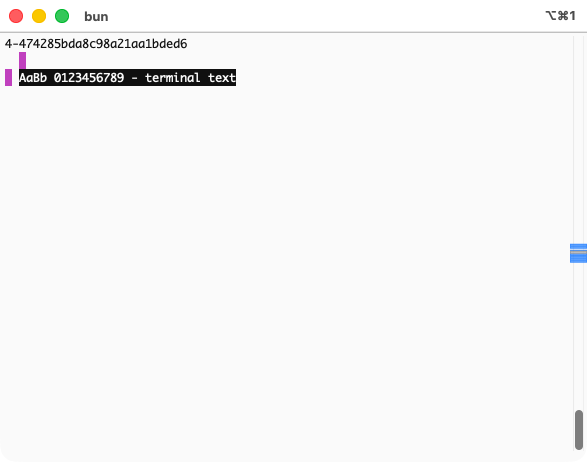 bun
⌥⌘1
4-474285bda8c98a21aa1bded6
AaBb 0123456789 - terminal text